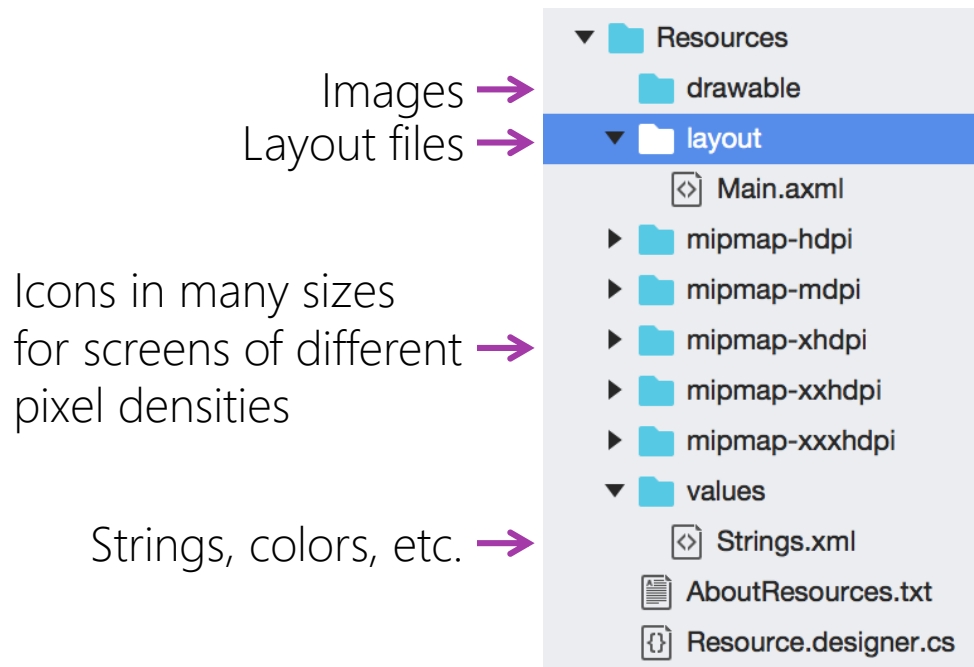 Resources
Images
drawable
Layout files
layout
Main.axml
mipmap-hdpi
Icons in many sizes
mipmap-mdpi
for screens of different
mipmap-xhdpi
pixel densities
mipmap-xxhdpi
mipmap-xxxhdpi
values
Strings, colors, etc.
Strings.xml
AboutResources.txt
Resource.designer.cs